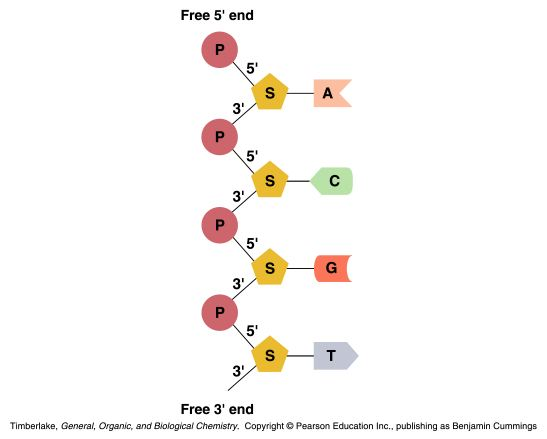 Free 5' end
P
5'
S A
3'
P
5'
S C
3'
P
5'
S G
3'
P
5'
S T
3'
Free 3' end
Timberlake, General, Organic, and Biological Chemistry. Copyright © Pearson Education Inc., publishing as Benjamin Cummings